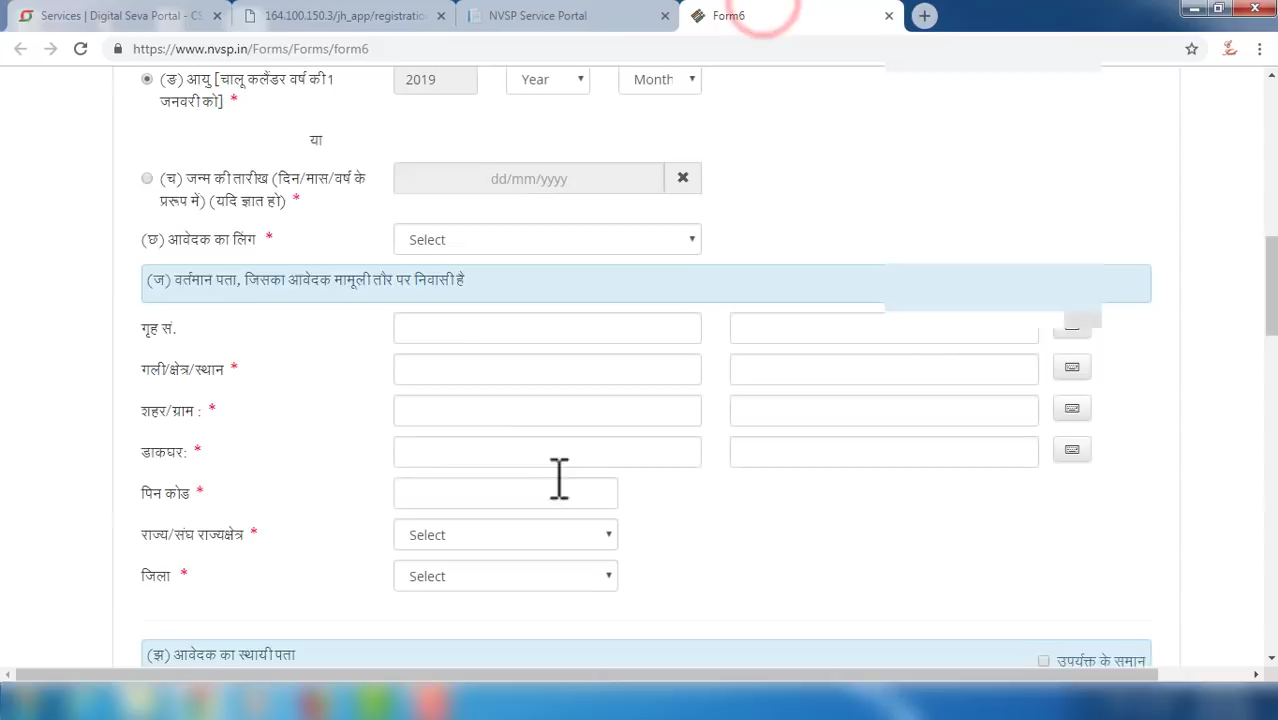 Services | Digital Seva Portal - CS
164.100.150.3/jh_app/registration
NVSP Service Portal
Form6
https://www.nvsp.in/Forms/Forms/form6
(ङ) आयु [चालू कलेंडर वर्ष की 1 जनवरी को] *
2019
Year
Month
या
(च) जन्म की तारीख (दिन/मास/वर्ष के प्ररूप में) (यदि ज्ञात हो) *
dd/mm/yyyy
(छ) आवेदक का लिंग *
Select
(ज) वर्तमान पता, जिसका आवेदक मामूली तौर पर निवासी है
गृह सं.
गली/क्षेत्र/स्थान *
शहर/ग्राम : *
डाकघर: *
पिन कोड *
राज्य/संघ राज्यक्षेत्र *
Select
जिला *
Select
(झ) आवेदक का स्थायी पता
उपर्यक्त के समान